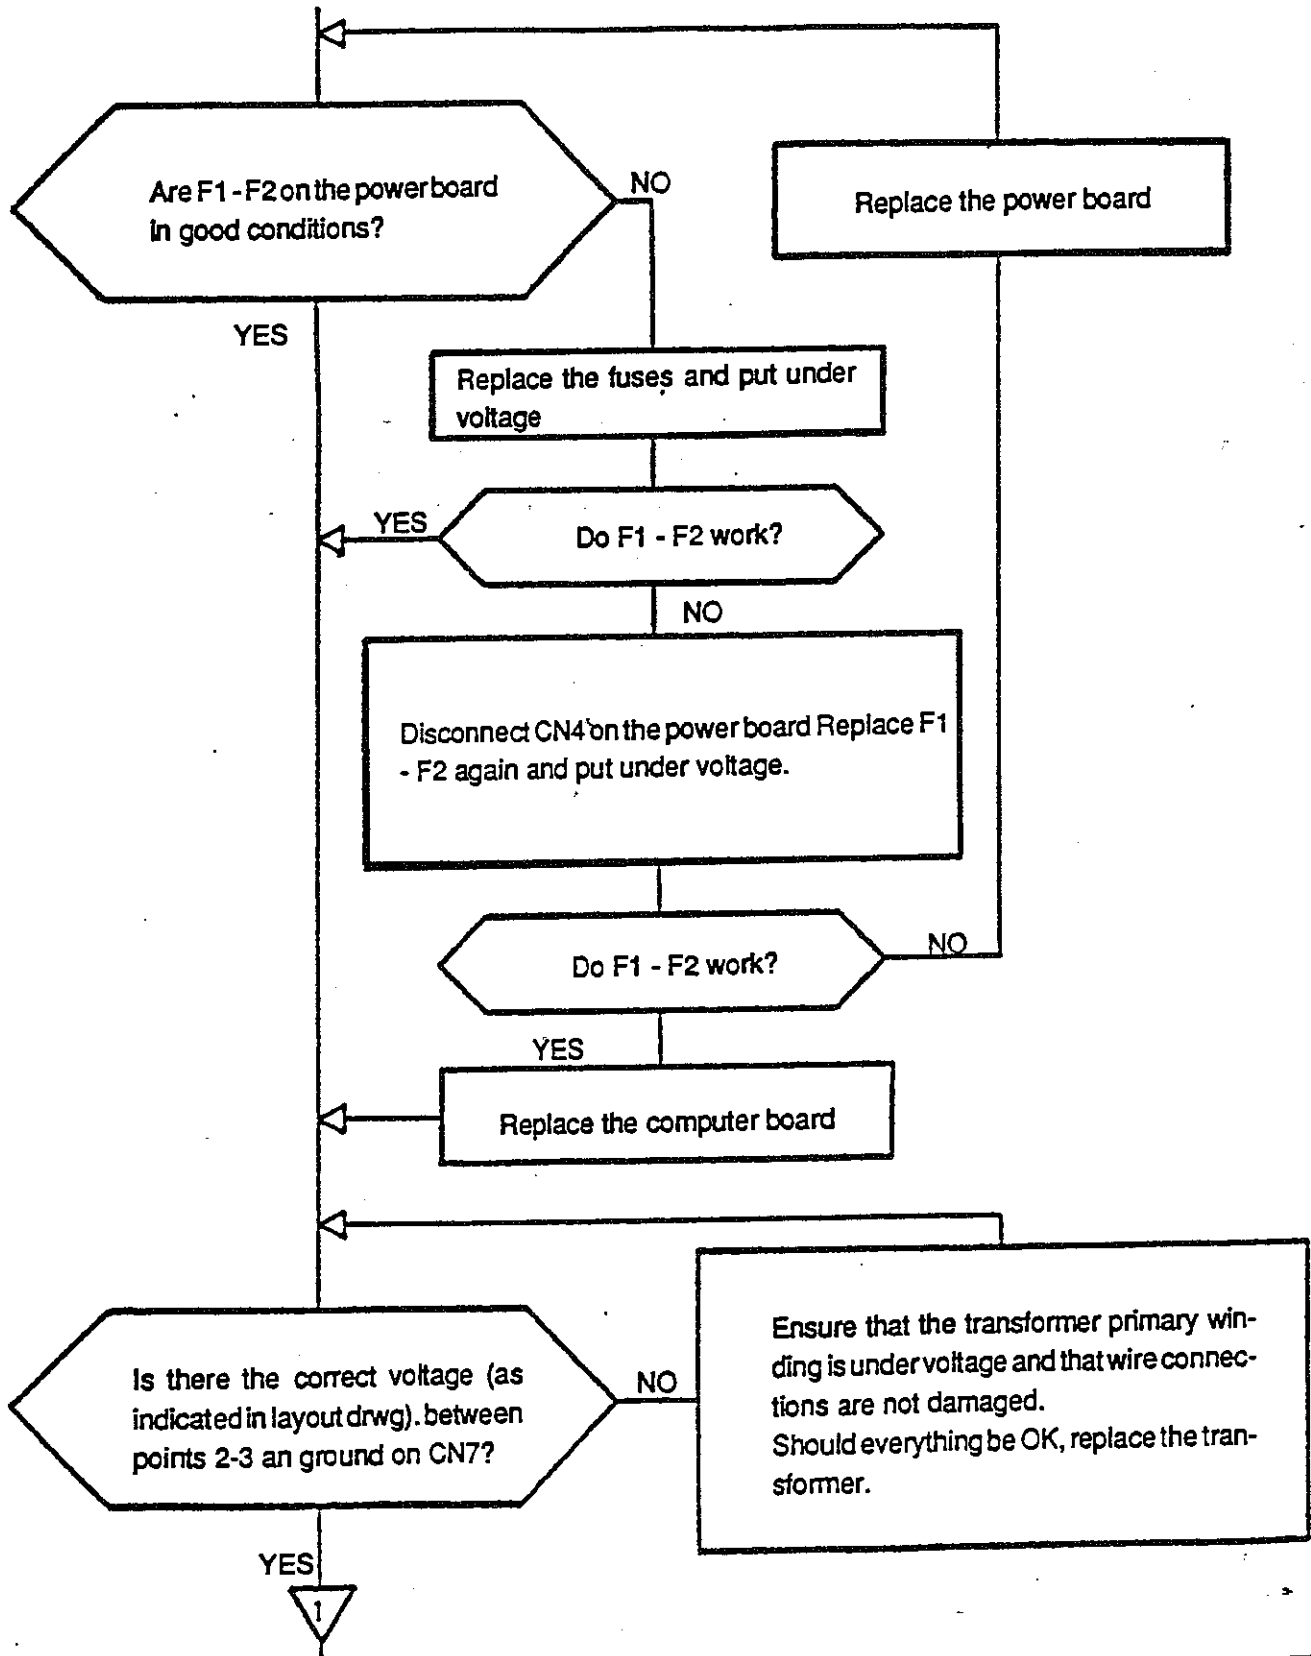 Are F1 - F2 on the power board
in good conditions?
NO
Replace the power board
YES
Replace the fuses and put under
voltage
YES
Do F1 - F2 work?
NO
Disconnect CN4 on the power board Replace F1
- F2 again and put under voltage.
Do F1 - F2 work?
NO
YES
Replace the computer board
Is there the correct voltage (as
indicated in layout drwg). between
points 2-3 an ground on CN7?
NO
Ensure that the transformer primary win-
ding is under voltage and that wire connec-
tions are not damaged.
Should everything be OK, replace the tran-
sformer.
YES
1